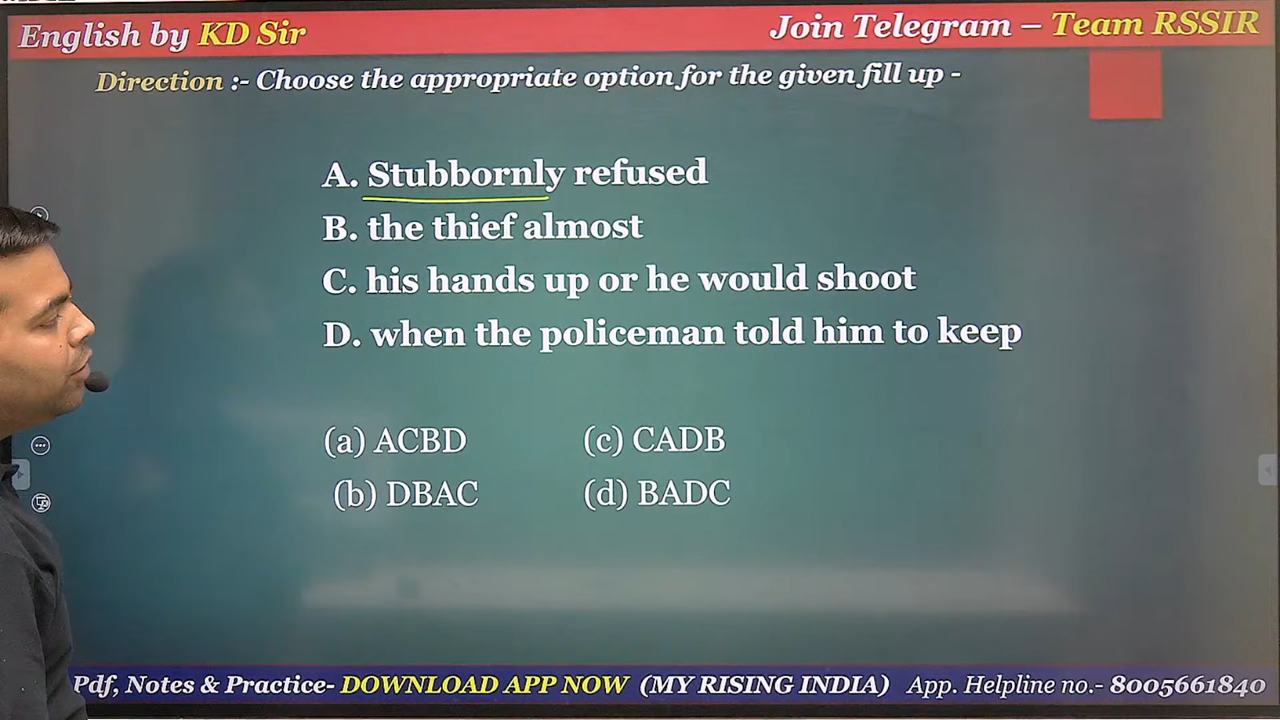 English by KD Sir
Join Telegram – Team RSSIR
Direction :- Choose the appropriate option for the given fill up -
A. Stubbornly refused
B. the thief almost
C. his hands up or he would shoot
D. when the policeman told him to keep
(a) ACBD (c) CADB
(b) DBAC (d) BADC
Pdf, Notes & Practice- DOWNLOAD APP NOW (MY RISING INDIA) App. Helpline no.- 8005661840